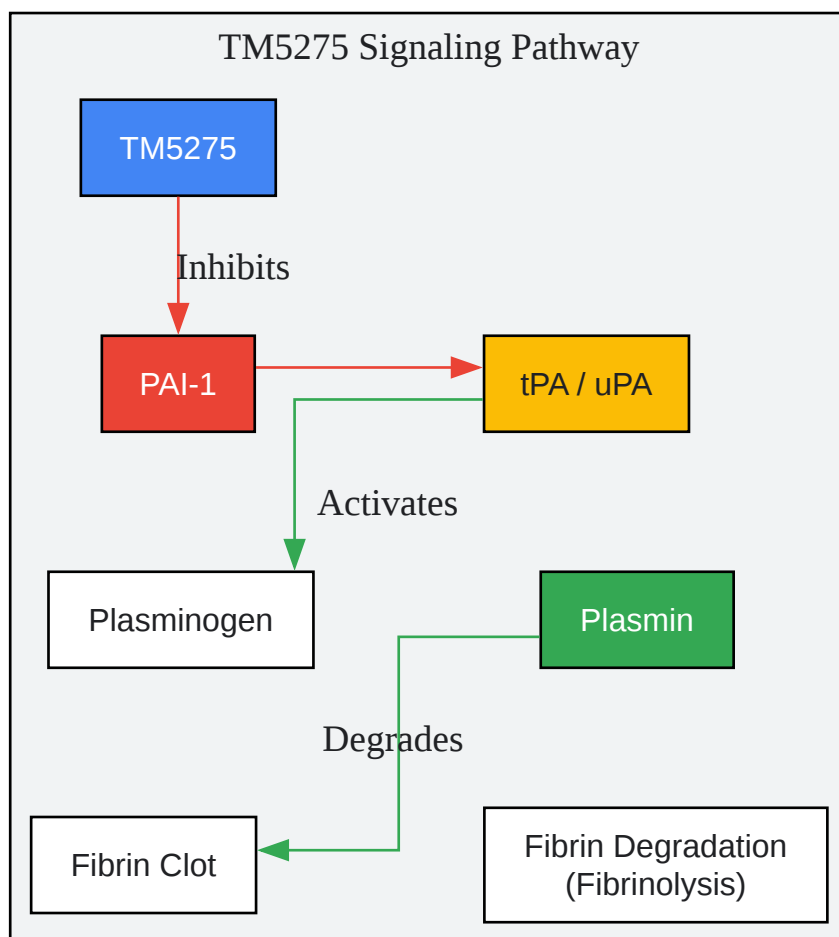 TM5275 Signaling Pathway
TM5275
Inhibits
PAI-1
tPA / uPA
Activates
Plasminogen
Plasmin
Degrades
Fibrin Clot
Fibrin Degradation
(Fibrinolysis)